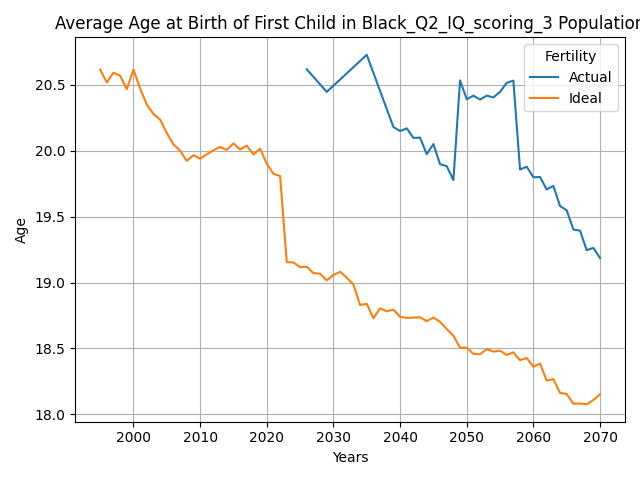 Average Age at Birth of First Child in Black_Q2_IQ_scoring_3 Population
Fertility
Actual
Ideal
20.5
20.0
19.5
19.0
18.5
18.0
Age
2000 2010 2020 2030 2040 2050 2060 2070
Years